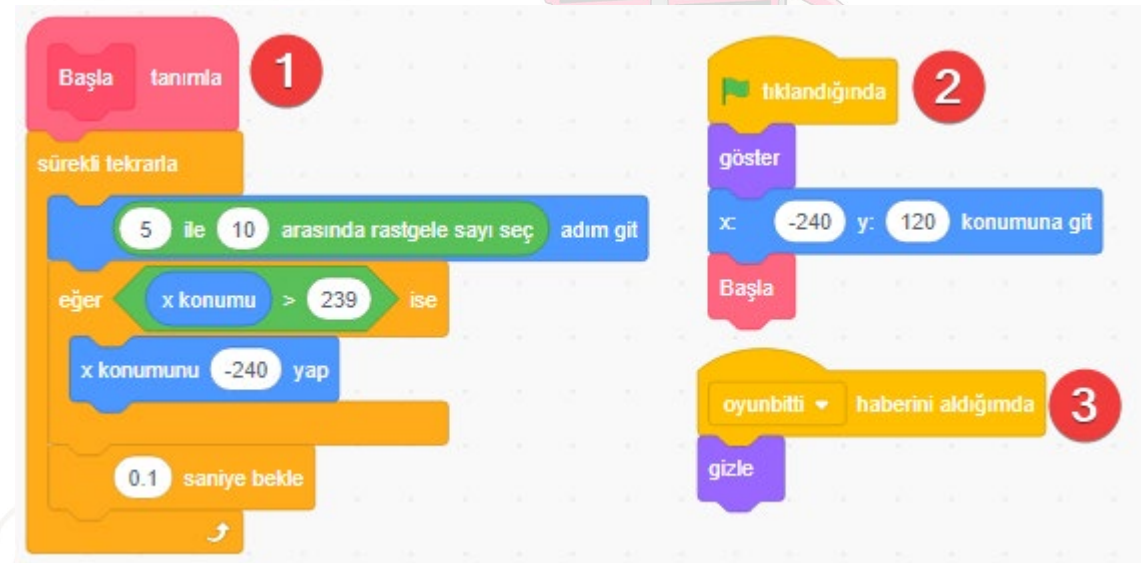 Başla tanımla
1
sürekli tekrarla
5 ile 10 arasında rastgele sayı seç adım git
eğer x konumu > 239 ise
x konumunu -240 yap
0.1 saniye bekle
tıklandığında
2
göster
x: -240 y: 120 konumuna git
Başla
oyunbitti haberini aldığımda
3
gizle